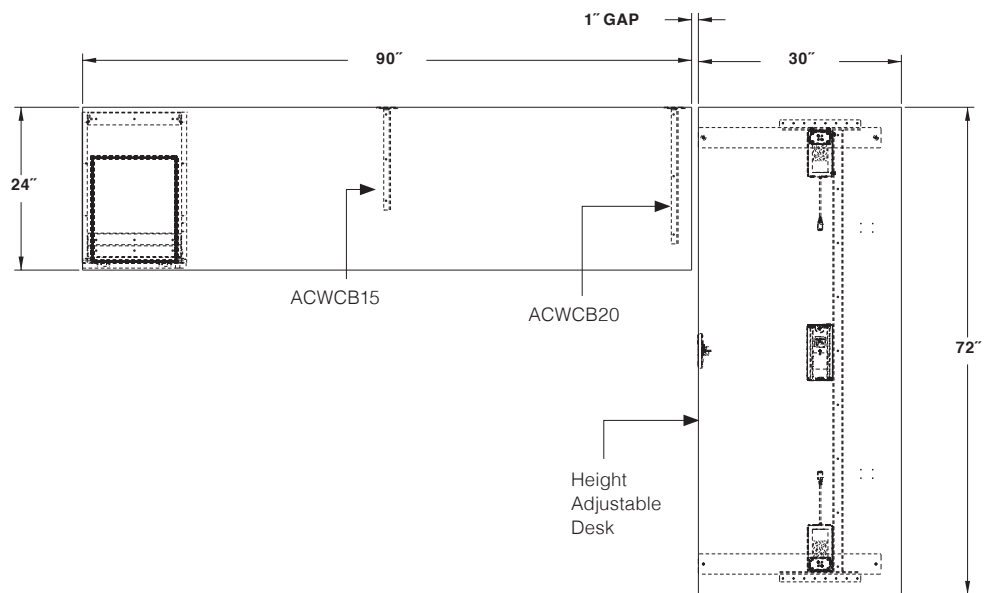 1″ GAP
90″
30″
24″
ACWCB15
ACWCB20
72″
Height
Adjustable
Desk